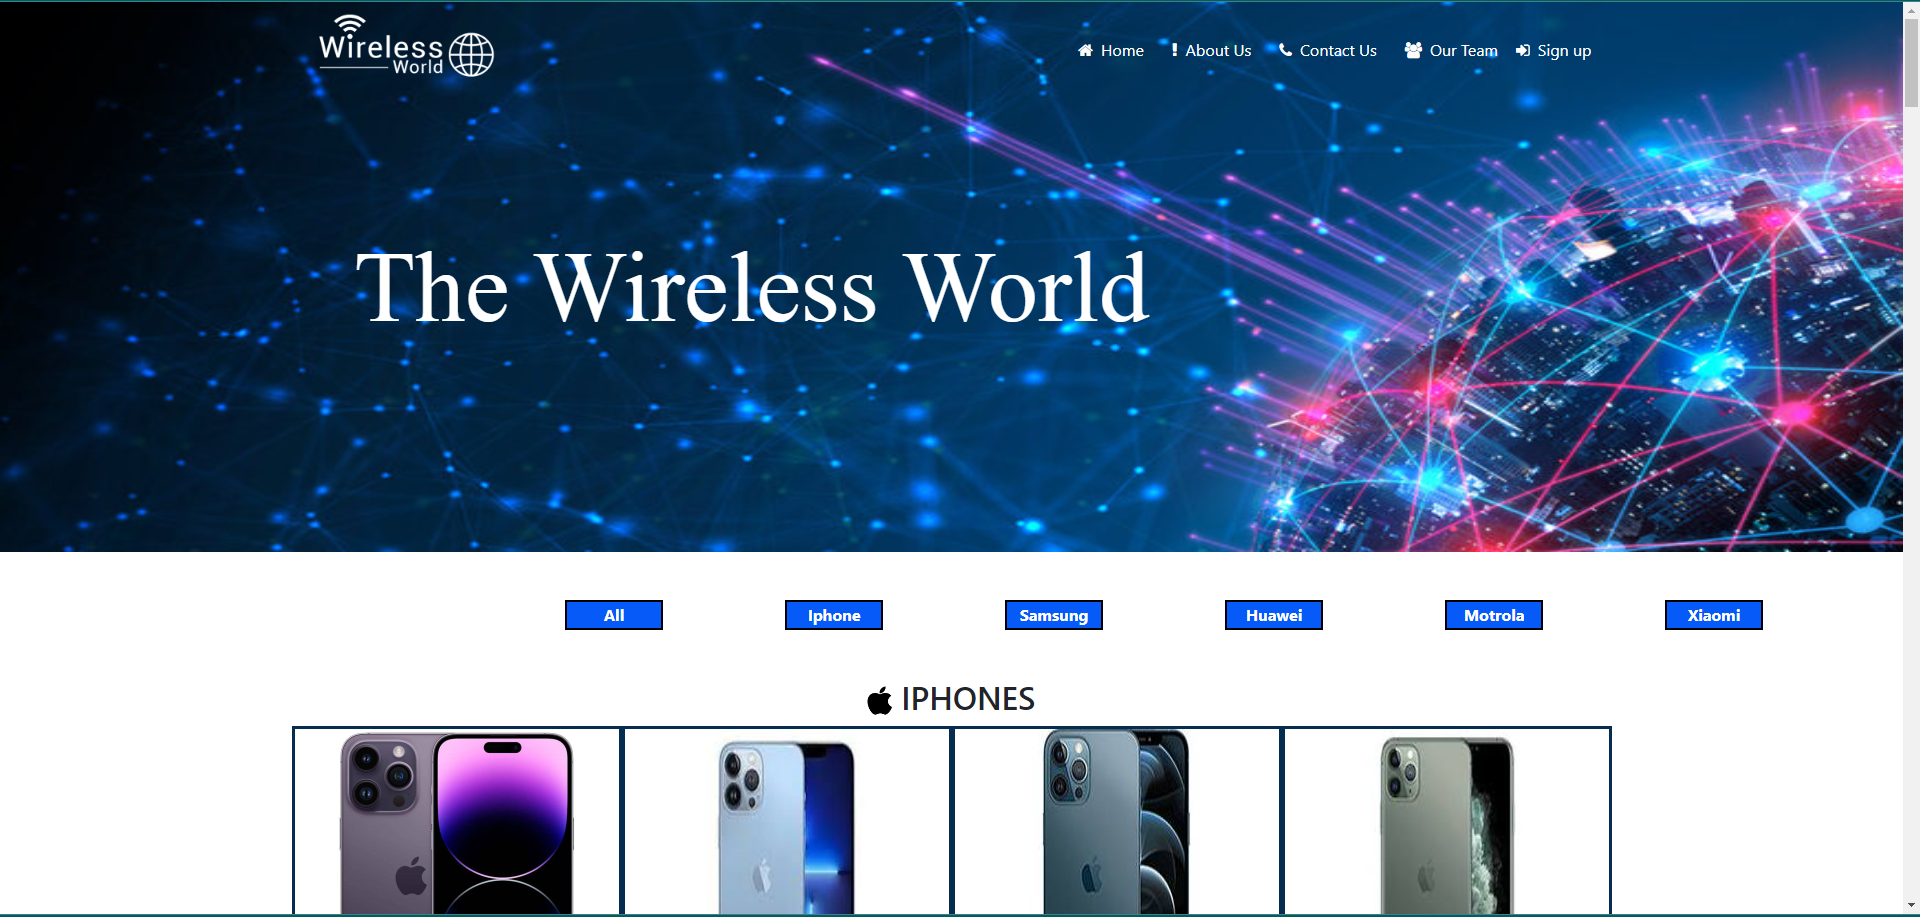 Wireless
World
Home About Us Contact Us Our Team Sign up
The Wireless World
All Iphone Samsung Huawei Motrola Xiaomi
IPHONES